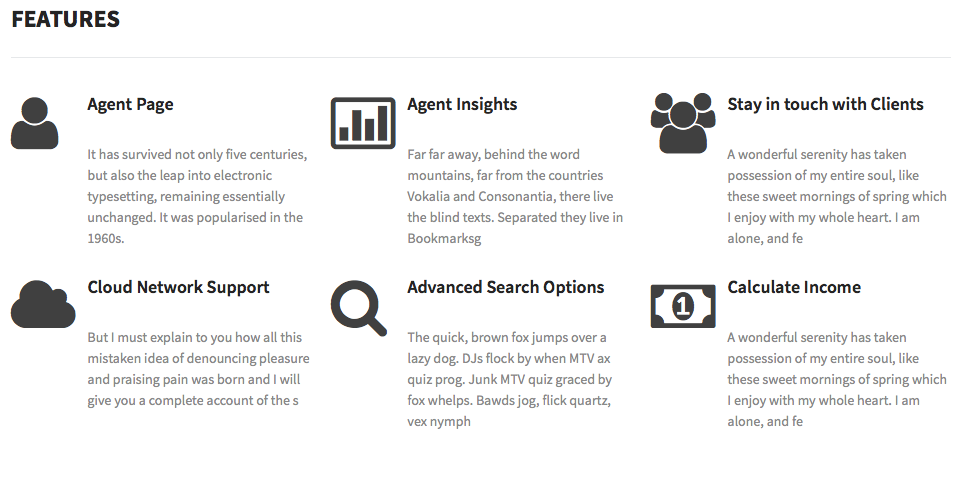 FEATURES
Agent Page
It has survived not only five centuries,
but also the leap into electronic
typesetting, remaining essentially
unchanged. It was popularised in the
1960s.
Agent Insights
Far far away, behind the word
mountains, far from the countries
Vokalia and Consonantia, there live
the blind texts. Separated they live in
Bookmarksg
Stay in touch with Clients
A wonderful serenity has taken
possession of my entire soul, like
these sweet mornings of spring which
I enjoy with my whole heart. I am
alone, and fe
Cloud Network Support
But I must explain to you how all this
mistaken idea of denouncing pleasure
and praising pain was born and I will
give you a complete account of the s
Advanced Search Options
The quick, brown fox jumps over a
lazy dog. DJs flock by when MTV ax
quiz prog. Junk MTV quiz graced by
fox whelps. Bawds jog, flick quartz,
vex nymph
1
Calculate Income
A wonderful serenity has taken
possession of my entire soul, like
these sweet mornings of spring which
I enjoy with my whole heart. I am
alone, and fe